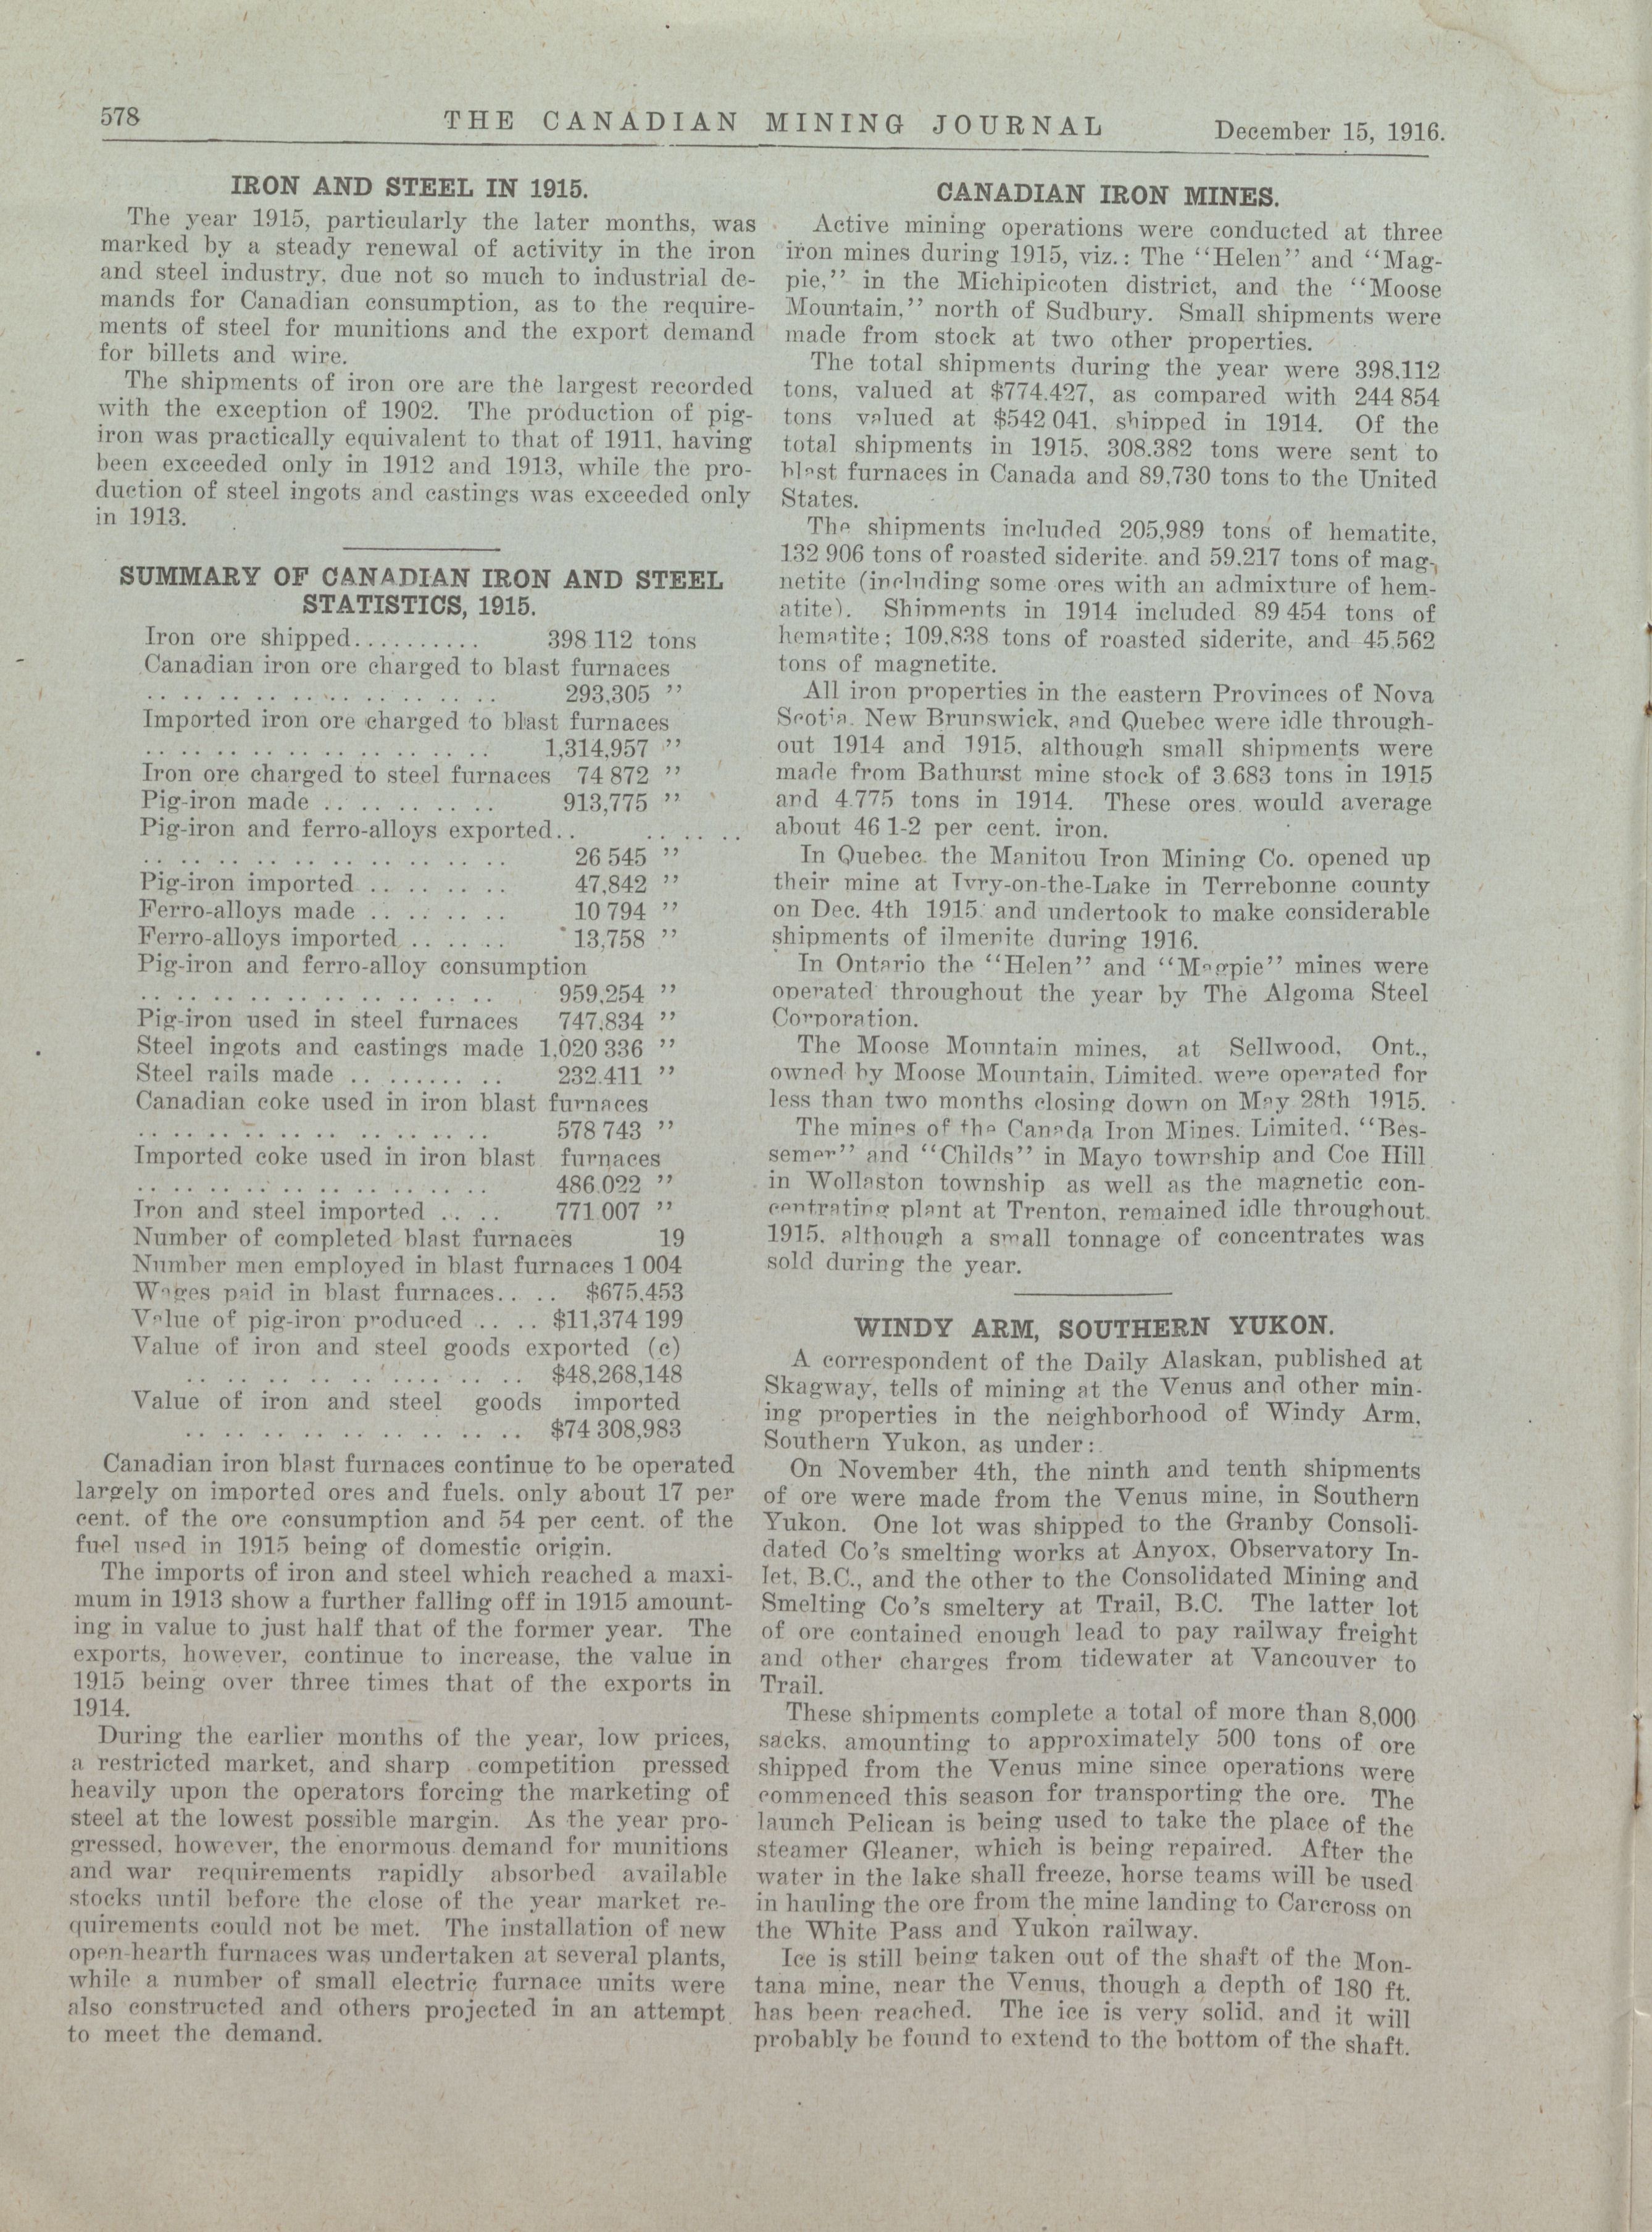 578
THE CANADIAN MINING JOURNAL
December 15, 1916.
IRON AND STEEL IN 1915.
The year 1915, particularly the later months, was
marked by a steady renewal of activity in the iron
and steel industry, due not so much to industrial de-
mands for Canadian consumption, as to the require-
ments of steel for munitions and the export demand
for billets and wire.
The shipments of iron ore are the largest recorded
with the exception of 1902. The production of pig-
iron was practically equivalent to that of 1911, having
been exceeded only in 1912 and 1913, while the pro-
duction of steel ingots and castings was exceeded only
in 1913.
SUMMARY OF CANADIAN IRON AND STEEL
STATISTICS, 1915.
Iron ore shipped.......... 398 112 tons
Canadian iron ore charged to blast furnaces
.. .. .. .. .. .. .. .. .. .. 293,305 ''
Imported iron ore charged to blast furnaces
.. .. .. .. .. .. .. .. .. .. 1,314,957 ''
Iron ore charged to steel furnaces 74 872 ''
Pig-iron made .. .. .. .. .. 913,775 ''
Pig-iron and ferro-alloys exported.. .. .. ..
.. .. .. .. .. .. .. .. .. .. 26 545 ''
Pig-iron imported .. .. .. .. 47,842 ''
Ferro-alloys made .. .. .. .. 10 794 ''
Ferro-alloys imported .. .. .. 13,758 ''
Pig-iron and ferro-alloy consumption
.. .. .. .. .. .. .. .. .. .. 959,254 ''
Pig-iron used in steel furnaces 747,834 ''
Steel ingots and castings made 1,020 336 ''
Steel rails made .. .. .. .. .. 232.411 ''
Canadian coke used in iron blast furnaces
.. .. .. .. .. .. .. .. .. .. 578 743 ''
Imported coke used in iron blast furnaces
.. .. .. .. .. .. .. .. .. .. 486.022 ''
Iron and steel imported .. .. 771.007 ''
Number of completed blast furnaces 19
Number men employed in blast furnaces 1 004
Wages paid in blast furnaces.. .. $675,453
Value of pig-iron produced .. .. $11,374 199
Value of iron and steel goods exported (c)
.. .. .. .. .. .. .. .. .. $48,268,148
Value of iron and steel goods imported
.. .. .. .. .. .. .. .. .. $74 308,983
Canadian iron blast furnaces continue to be operated
largely on imported ores and fuels. only about 17 per
cent. of the ore consumption and 54 per cent. of the
fuel used in 1915 being of domestic origin.
The imports of iron and steel which reached a maxi-
mum in 1913 show a further falling off in 1915 amount-
ing in value to just half that of the former year. The
exports, however, continue to increase, the value in
1915 being over three times that of the exports in
1914.
During the earlier months of the year, low prices,
a restricted market, and sharp competition pressed
heavily upon the operators forcing the marketing of
steel at the lowest possible margin. As the year pro-
gressed, however, the enormous demand for munitions
and war requirements rapidly absorbed available
stocks until before the close of the year market re-
quirements could not be met. The installation of new
open-hearth furnaces was undertaken at several plants,
while a number of small electric furnace units were
also constructed and others projected in an attempt
to meet the demand.
CANADIAN IRON MINES.
Active mining operations were conducted at three
iron mines during 1915, viz.: The "Helen" and "Mag-
pie," in the Michipicoten district, and the "Moose
Mountain," north of Sudbury. Small shipments were
made from stock at two other properties.
The total shipments during the year were 398,112
tons, valued at $774.427, as compared with 244 854
tons valued at $542 041, shipped in 1914. Of the
total shipments in 1915, 308.382 tons were sent to
blast furnaces in Canada and 89,730 tons to the United
States.
The shipments included 205,989 tons of hematite,
132 906 tons of roasted siderite. and 59.217 tons of mag-
netite (including some ores with an admixture of hem-
atite). Shipments in 1914 included 89 454 tons of
hematite; 109,838 tons of roasted siderite, and 45,562
tons of magnetite.
All iron properties in the eastern Provinces of Nova
Scotia. New Brunswick, and Quebec were idle through-
out 1914 and 1915, although small shipments were
made from Bathurst mine stock of 3.683 tons in 1915
and 4.775 tons in 1914. These ores would average
about 46 1-2 per cent. iron.
In Quebec. the Manitou Iron Mining Co. opened up
their mine at Ivry-on-the-Lake in Terrebonne county
on Dec. 4th 1915 and undertook to make considerable
shipments of ilmenite during 1916.
In Ontario the "Helen" and "Magpie" mines were
operated throughout the year by The Algoma Steel
Corporation.
The Moose Mountain mines, at Sellwood, Ont.,
owned by Moose Mountain, Limited. were operated for
less than two months closing down on May 28th 1915.
The mines of the Canada Iron Mines. Limited. "Bes-
semer" and "Childs" in Mayo township and Coe Hill
in Wollaston township as well as the magnetic con-
centrating plant at Trenton, remained idle throughout
1915. although a small tonnage of concentrates was
sold during the year.
WINDY ARM, SOUTHERN YUKON.
A correspondent of the Daily Alaskan, published at
Skagway, tells of mining at the Venus and other min-
ing properties in the neighborhood of Windy Arm,
Southern Yukon, as under:
On November 4th, the ninth and tenth shipments
of ore were made from the Venus mine, in Southern
Yukon. One lot was shipped to the Granby Consoli-
dated Co's smelting works at Anyox, Observatory In-
let, B.C., and the other to the Consolidated Mining and
Smelting Co's smeltery at Trail, B.C. The latter lot
of ore contained enough lead to pay railway freight
and other charges from tidewater at Vancouver to
Trail.
These shipments complete a total of more than 8,000
sacks. amounting to approximately 500 tons of ore
shipped from the Venus mine since operations were
commenced this season for transporting the ore. The
launch Pelican is being used to take the place of the
steamer Gleaner, which is being repaired. After the
water in the lake shall freeze, horse teams will be used
in hauling the ore from the mine landing to Carcross on
the White Pass and Yukon railway.
Ice is still being taken out of the shaft of the Mon-
tana mine, near the Venus, though a depth of 180 ft.
has been reached. The ice is very solid, and it will
probably be found to extend to the bottom of the shaft.